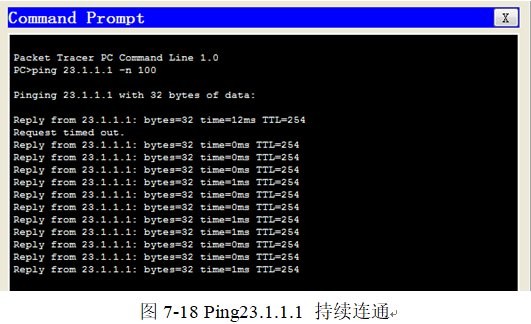 Command Prompt
X
Packet Tracer PC Command Line 1.0
PC>ping 23.1.1.1 -n 100
Pinging 23.1.1.1 with 32 bytes of data:
Reply from 23.1.1.1: bytes=32 time=12ms TTL=254
Request timed out.
Reply from 23.1.1.1: bytes=32 time=0ms TTL=254
Reply from 23.1.1.1: bytes=32 time=0ms TTL=254
Reply from 23.1.1.1: bytes=32 time=0ms TTL=254
Reply from 23.1.1.1: bytes=32 time=1ms TTL=254
Reply from 23.1.1.1: bytes=32 time=0ms TTL=254
Reply from 23.1.1.1: bytes=32 time=0ms TTL=254
Reply from 23.1.1.1: bytes=32 time=1ms TTL=254
Reply from 23.1.1.1: bytes=32 time=1ms TTL=254
Reply from 23.1.1.1: bytes=32 time=0ms TTL=254
Reply from 23.1.1.1: bytes=32 time=0ms TTL=254
Reply from 23.1.1.1: bytes=32 time=1ms TTL=254
图 7-18 Ping23.1.1.1 持续连通